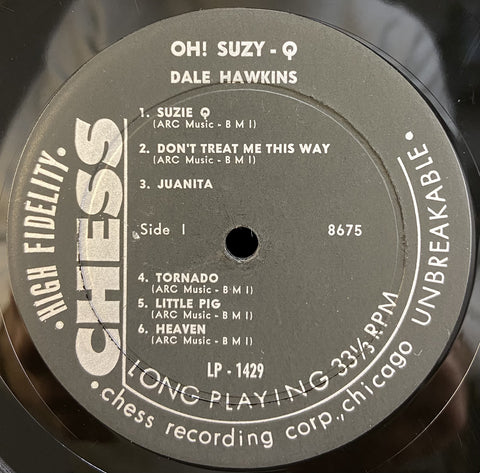 OH! SUZY - Q
DALE HAWKINS
1. SUZIE Q
(ARC Music - B M I)
2. DON'T TREAT ME THIS WAY
(ARC Music - B M I)
3. JUANITA
Side I
8675
4. TORNADO
(ARC Music - B M I)
5. LITTLE PIG
(ARC Music - B M I)
6. HEAVEN
(ARC Music - B M I)
LP - 1429
LONG PLAYING 33⅓ RPM
• HIGH FIDELITY •
CHESS
• chess recording corp., chicago UNBREAKABLE •